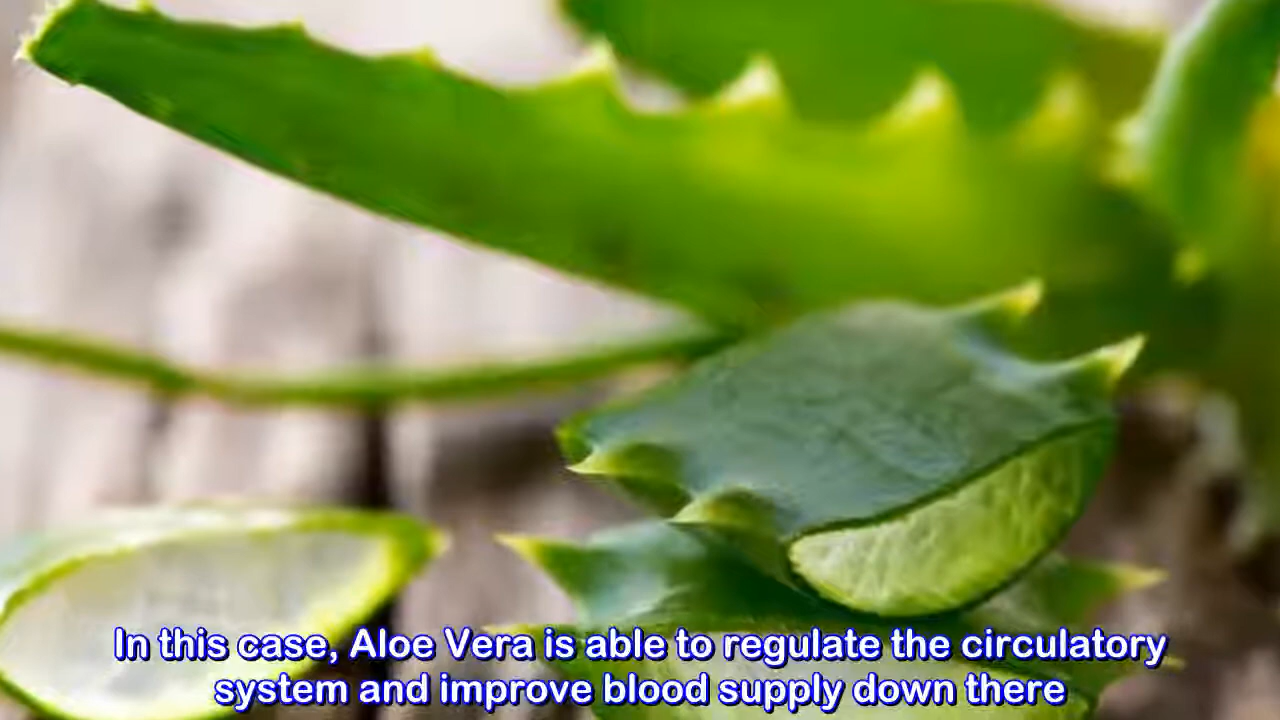 In this case, Aloe Vera is able to regulate the circulatory
system and improve blood supply down there